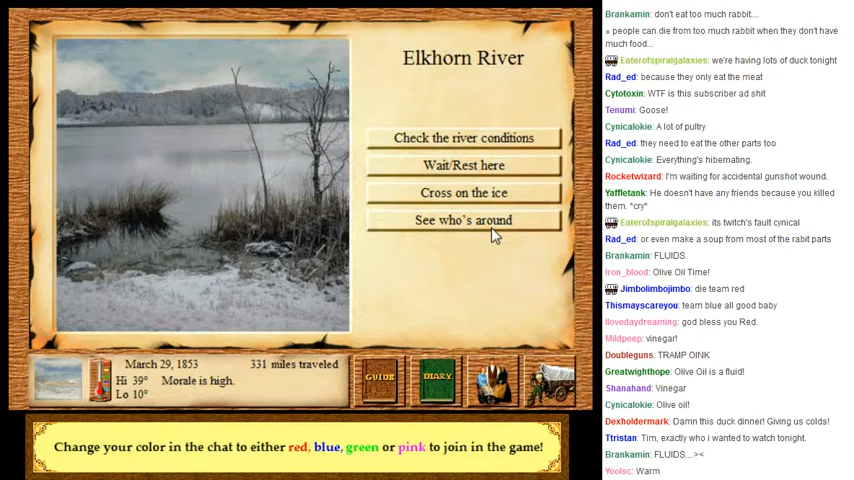 Elkhorn River
Check the river conditions
Wait/Rest here
Cross on the ice
See who's around
March 29, 1853 331 miles traveled
Hi 39° Morale is high.
Lo 10°
GUIDE
DIARY
Change your color in the chat to either red, blue, green or pink to join in the game!
Brankamin: don't eat too much rabbit....
» people can die from too much rabbit when they don't have
much food...
Eaterofspiralgalaxies: we're having lots of duck tonight
Rad_ed: because they only eat the meat
Cytotoxin: WTF is this subscriber ad shit
Tenumi: Goose!
Cynicalokie: A lot of pultry
Rad_ed: they need to eat the other parts too
Cynicalokie: Everything's hibernating.
Rocketwizard: I'm waiting for accidental gunshot wound.
Yaffletank: He doesn't have any friends because you killed
them. *cry*
Eaterofspiralgalaxies: its twitch's fault cynical
Rad_ed: or even make a soup from most of the rabit parts
Brankamin: FLUIDS.
Iron_blood: Olive Oil Time!
Jimbolimbojimbo: die team red
Thismayscareyou: team blue all good baby
Ilovedaydreaming: god bless you Red.
Mildpeep: vinegar!
Doubleguns: TRAMP OINK
Greatwighthope: Olive Oil is a fluid!
Shanahand: Vinegar
Cynicalokie: Olive oil!
Dexholdermark: Damn this duck dinner! Giving us colds!
Ttristan: Tim, exactly who i wanted to watch tonight.
Brankamin: FLUIDS....><
Yoolsc: Warm